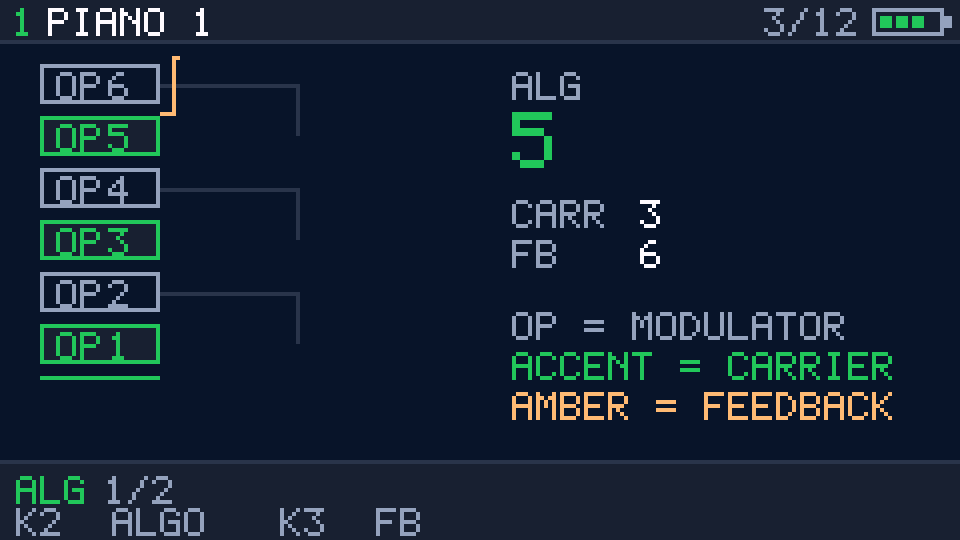 1 PIANO 1 3/12
OP6
OP5
OP4
OP3
OP2
OP1
ALG
5
CARR 3
FB 6
OP = MODULATOR
ACCENT = CARRIER
AMBER = FEEDBACK
ALG 1/2
K2 ALGO K3 FB